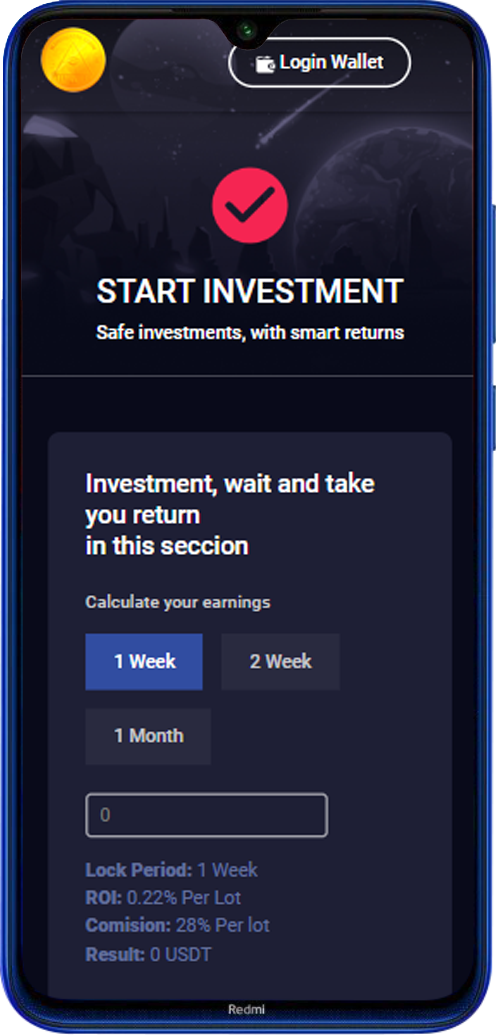 Login Wallet
START INVESTMENT
Safe investments, with smart returns
Investment, wait and take
you return
in this seccion
Calculate your earnings
1 Week
2 Week
1 Month
0
Lock Period: 1 Week
ROI: 0.22% Per Lot
Comision: 28% Per lot
Result: 0 USDT
Redmi